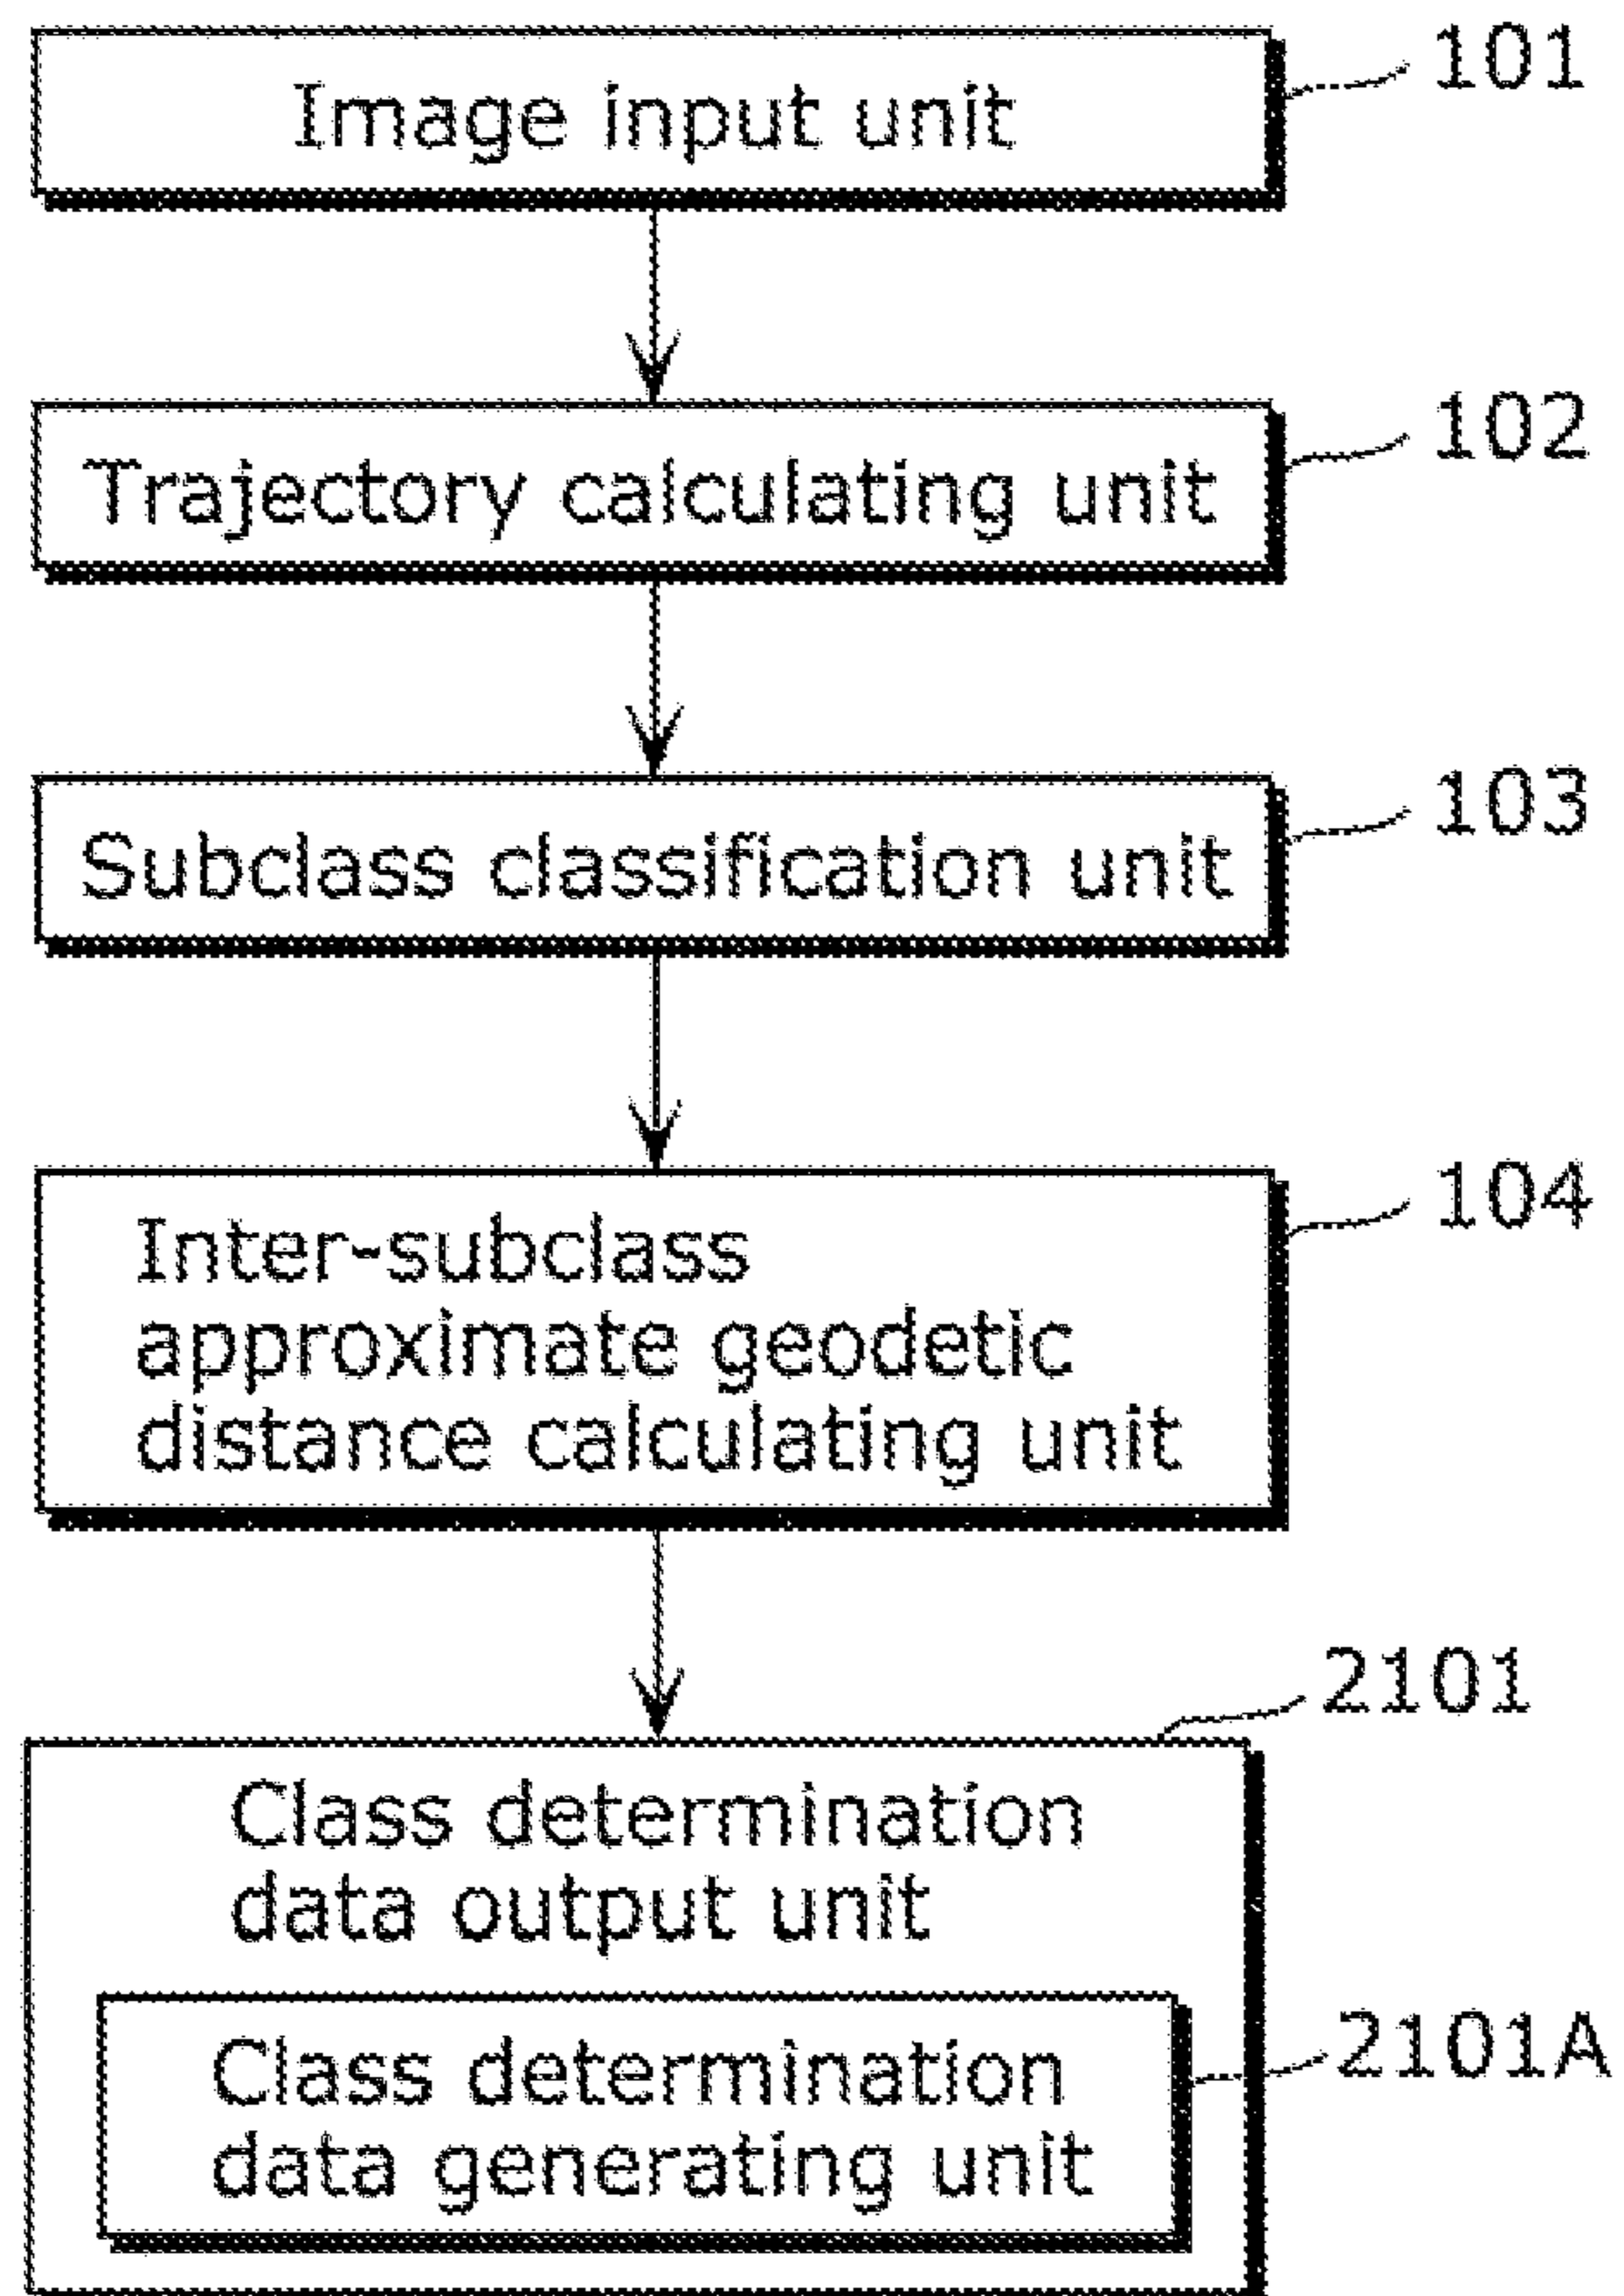 101
Image input unit
102
Trajectory calculating unit
103
Subclass classification unit
104
Inter-subclass
approximate geodetic
distance calculating unit
2101
Class determination
data output unit
2101A
Class determination
data generating unit